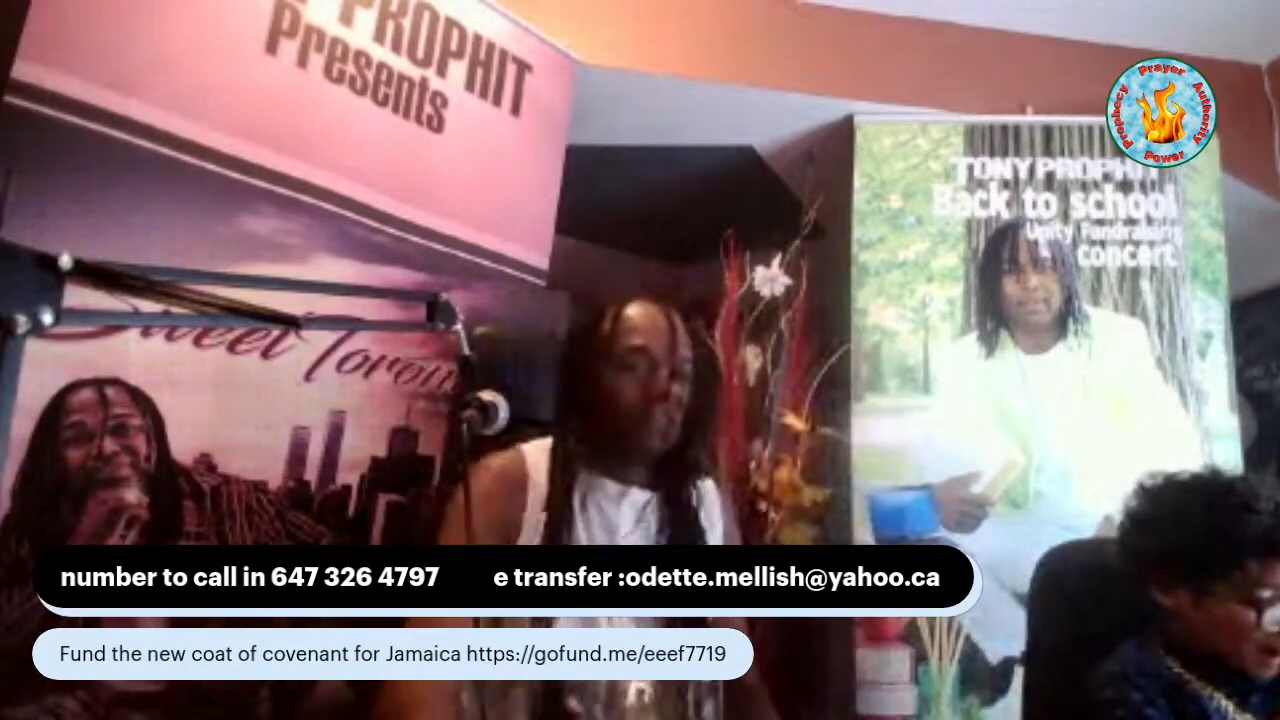 PROPHIT
Presents
Sweet Toron
TONY PROPHIT
Back to school
Unity Fundraising
concert
Prophecy Prayer Authority Power
number to call in 647 326 4797 e transfer :odette.mellish@yahoo.ca
Fund the new coat of covenant for Jamaica https://gofund.me/eeef7719